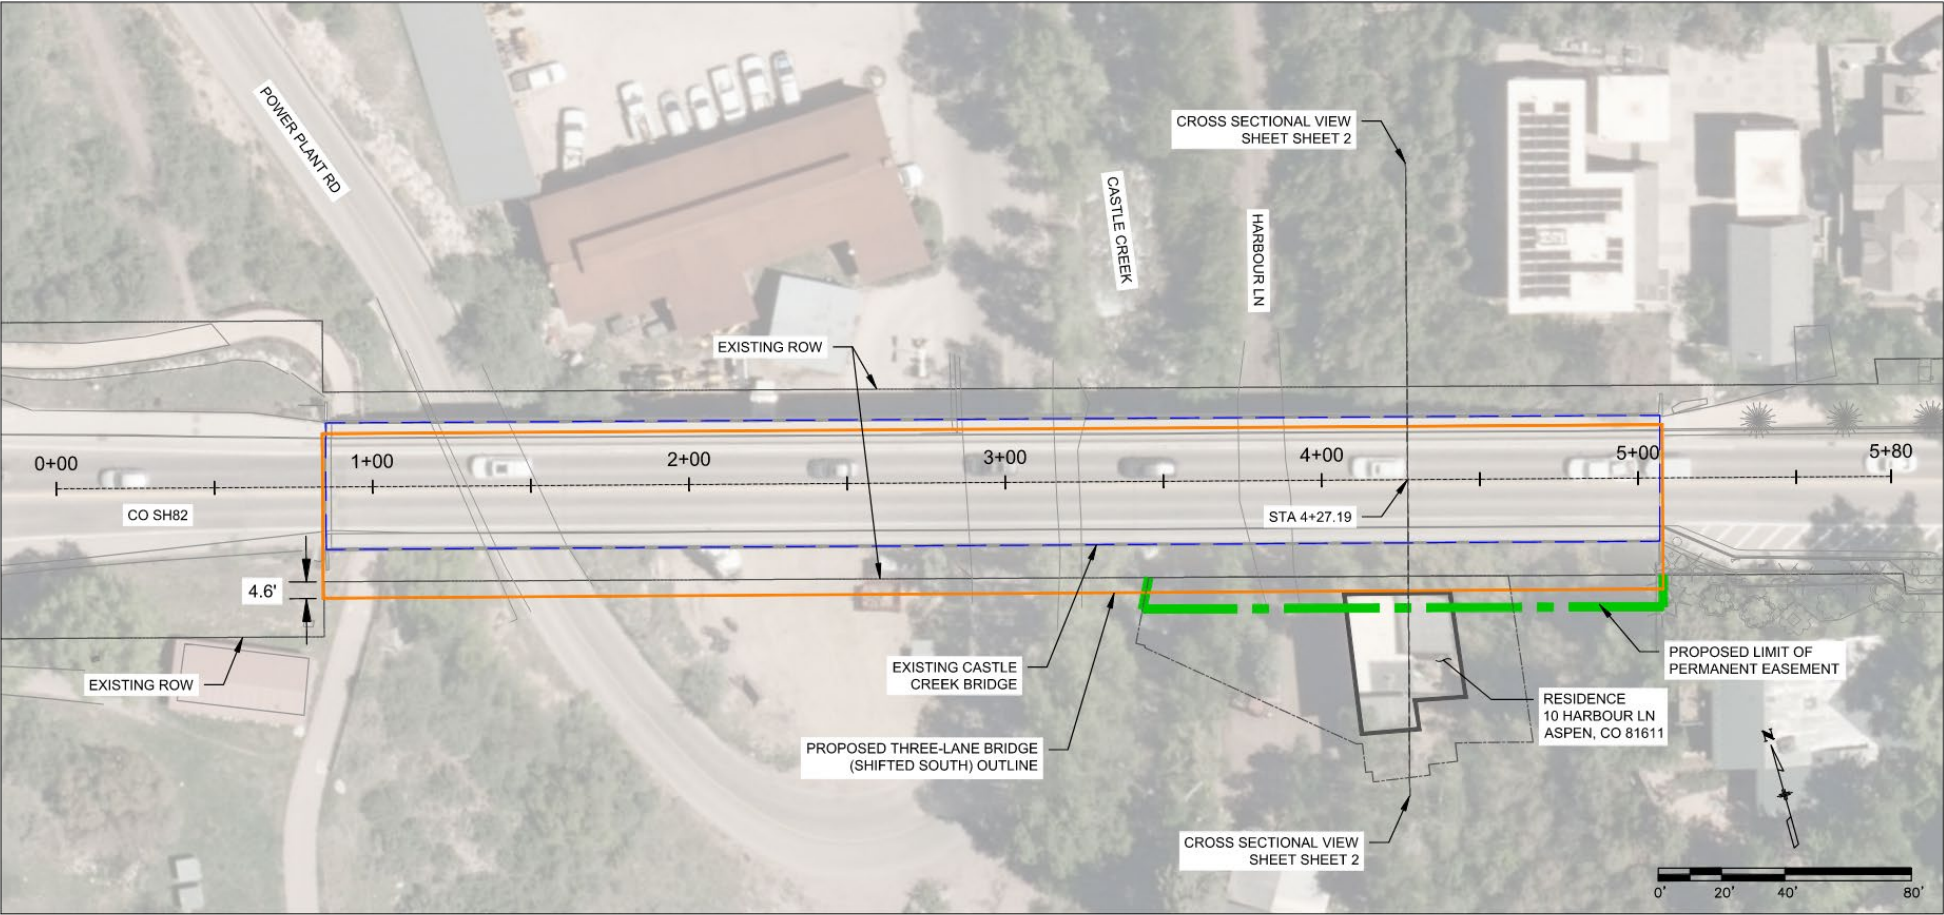 POWER PLANT RD
CROSS SECTIONAL VIEW
SHEET SHEET 2
CASTLE CREEK
HARBOUR LN
EXISTING ROW
0+00
1+00
2+00
3+00
4+00
5+00
5+80
CO SH82
STA 4+27.19
4.6'
EXISTING ROW
EXISTING CASTLE
CREEK BRIDGE
PROPOSED LIMIT OF
PERMANENT EASEMENT
RESIDENCE
10 HARBOUR LN
ASPEN, CO 81611
PROPOSED THREE-LANE BRIDGE
(SHIFTED SOUTH) OUTLINE
N
CROSS SECTIONAL VIEW
SHEET SHEET 2
0' 20' 40' 80'